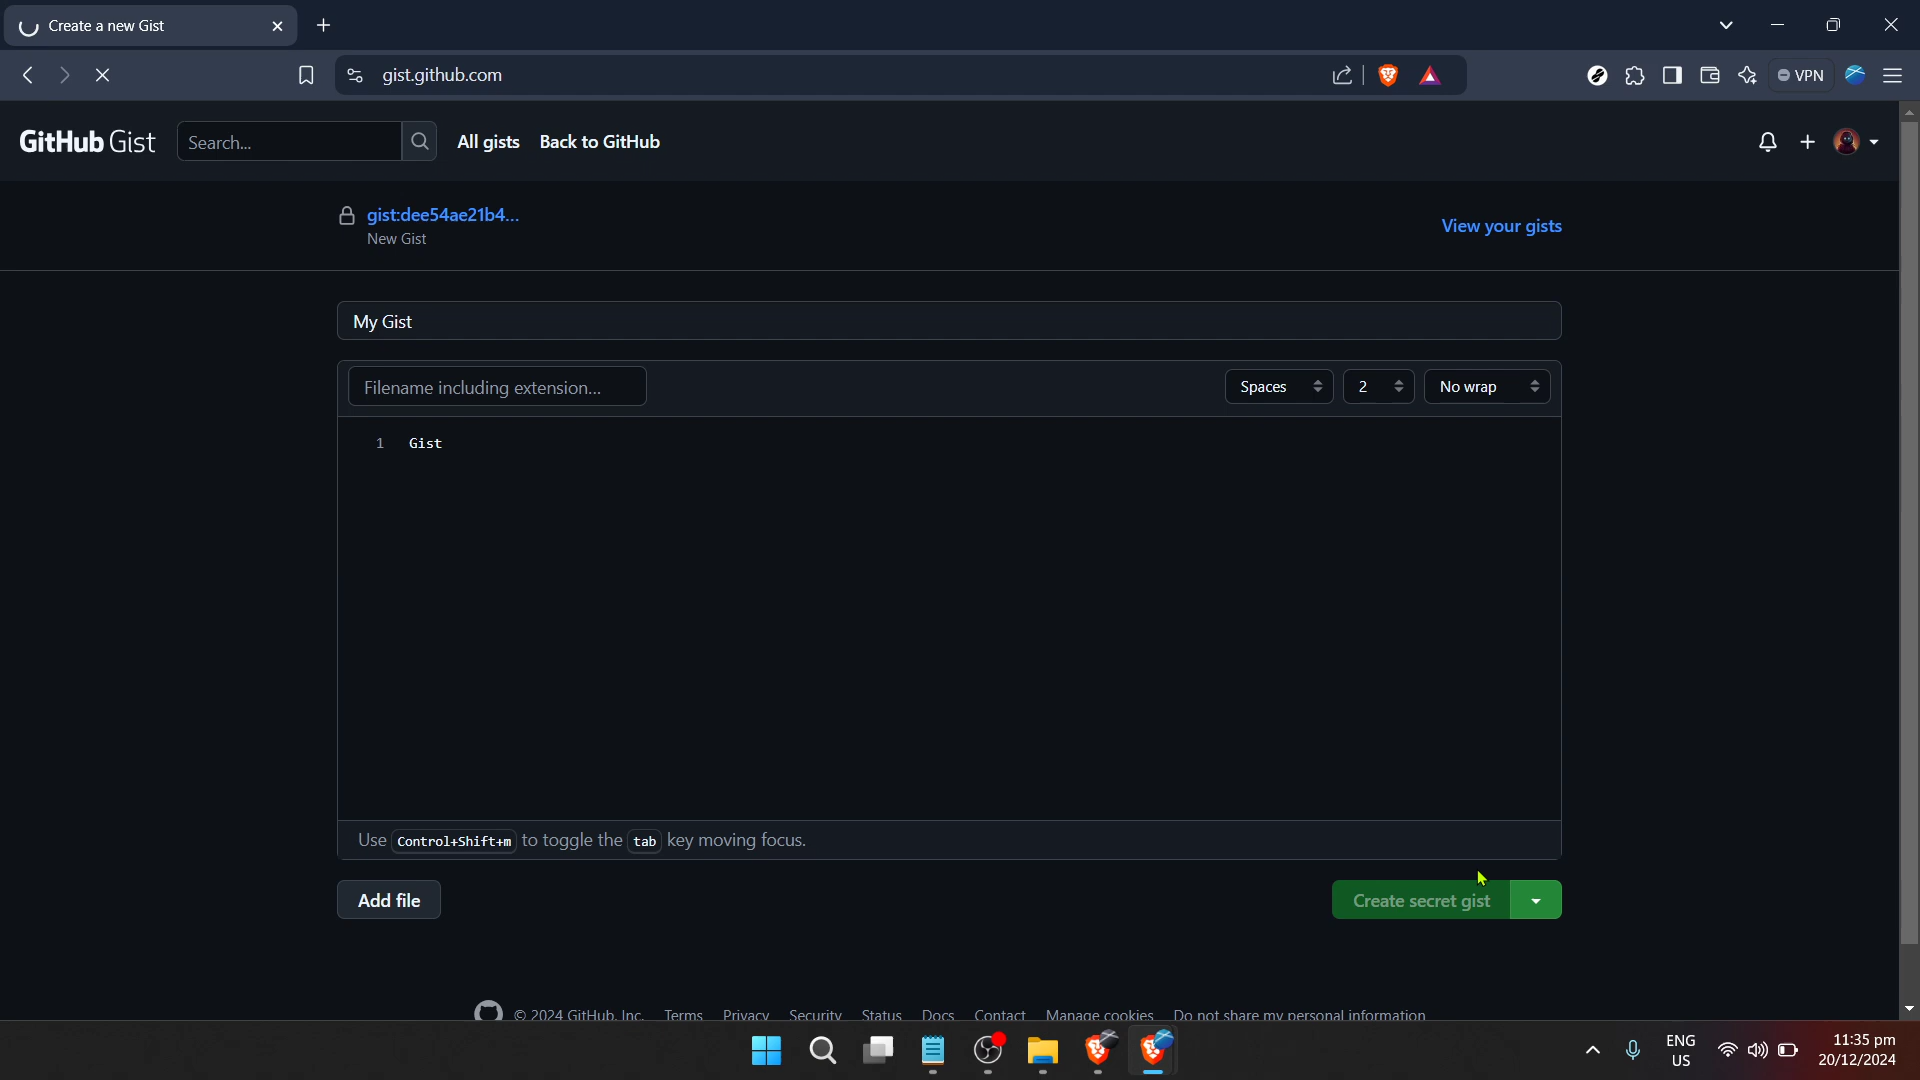 Create a new Gist
gist.github.com
VPN
GitHub Gist
Search...
All gists
Back to GitHub
gist:dee54ae21b4...
New Gist
View your gists
My Gist
Filename including extension...
Spaces
2
No wrap
1 Gist
Use Control+Shift+m to toggle the tab key moving focus.
Add file
Create secret gist
© 2024 GitHub, Inc. Terms Privacy Security Status Docs Contact Manage cookies Do not share my personal information
ENG
US
11:35 pm
20/12/2024